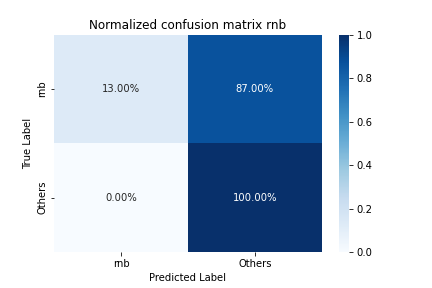 Normalized confusion matrix rnb
1.0
rnb
13.00%
87.00%
0.8
0.6
True Label
0.4
Others
0.00%
100.00%
0.2
0.0
rnb
Others
Predicted Label